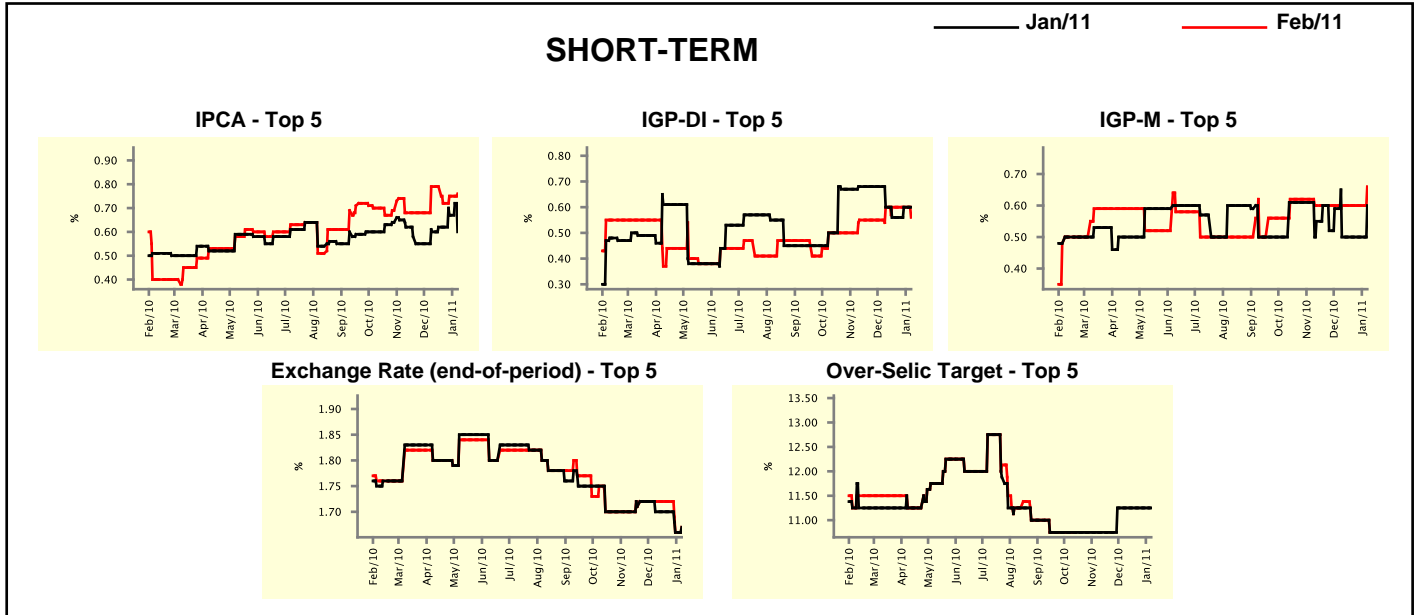 Jan/11 Feb/11
SHORT-TERM
IPCA - Top 5
0.90
0.80
0.70
0.60
0.50
0.40
%
Feb/10 Mar/10 Apr/10 May/10 Jun/10 Jul/10 Aug/10 Sep/10 Oct/10 Nov/10 Dec/10 Jan/11
IGP-DI - Top 5
0.80
0.70
0.60
0.50
0.40
0.30
%
Feb/10 Mar/10 Apr/10 May/10 Jun/10 Jul/10 Aug/10 Sep/10 Oct/10 Nov/10 Dec/10 Jan/11
IGP-M - Top 5
0.70
0.60
0.50
0.40
%
Feb/10 Mar/10 Apr/10 May/10 Jun/10 Jul/10 Aug/10 Sep/10 Oct/10 Nov/10 Dec/10 Jan/11
Exchange Rate (end-of-period) - Top 5
1.90
1.85
1.80
1.75
1.70
%
Feb/10 Mar/10 Apr/10 May/10 Jun/10 Jul/10 Aug/10 Sep/10 Oct/10 Nov/10 Dec/10 Jan/11
Over-Selic Target - Top 5
13.50
13.00
12.50
12.00
11.50
11.00
%
Feb/10 Mar/10 Apr/10 May/10 Jun/10 Jul/10 Aug/10 Sep/10 Oct/10 Nov/10 Dec/10 Jan/11